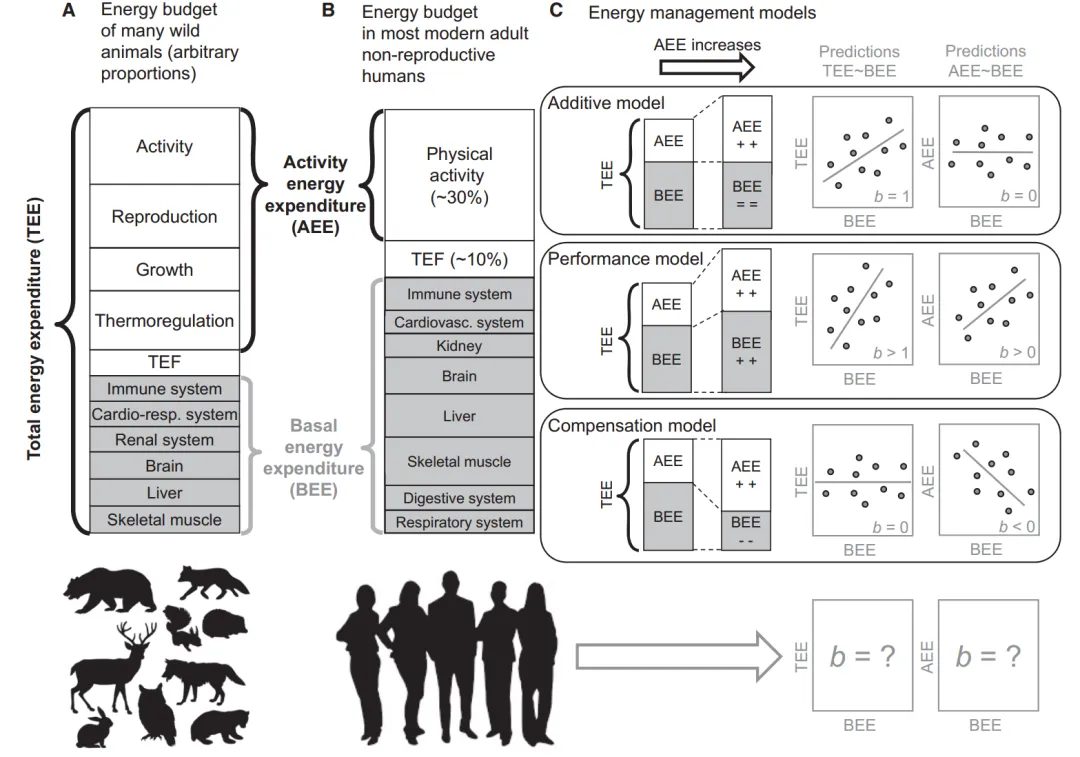 A
Energy budget
of many wild
animals (arbitrary
proportions)
B
Energy budget
in most modern adult
non-reproductive
humans
C
Energy management models
AEE increases
Predictions
TEE~BEE
Predictions
AEE~BEE
Total energy expenditure (TEE)
Activity
Reproduction
Growth
Thermoregulation
TEF
Immune system
Cardio-resp. system
Renal system
Brain
Liver
Skeletal muscle
Activity
energy
expenditure
(AEE)
Basal
energy
expenditure
(BEE)
Physical
activity
(~30%)
TEF (~10%)
Immune system
Cardiovasc. system
Kidney
Brain
Liver
Skeletal muscle
Digestive system
Respiratory system
Additive model
TEE
AEE
BEE
AEE
+ +
BEE
= =
TEE
b = 1
BEE
AEE
b = 0
BEE
Performance model
TEE
AEE
BEE
AEE
+ +
BEE
+ +
TEE
b > 1
BEE
AEE
b > 0
BEE
Compensation model
TEE
AEE
BEE
AEE
+ +
BEE
- -
TEE
b = 0
BEE
AEE
b < 0
BEE
TEE
b = ?
BEE
AEE
b = ?
BEE